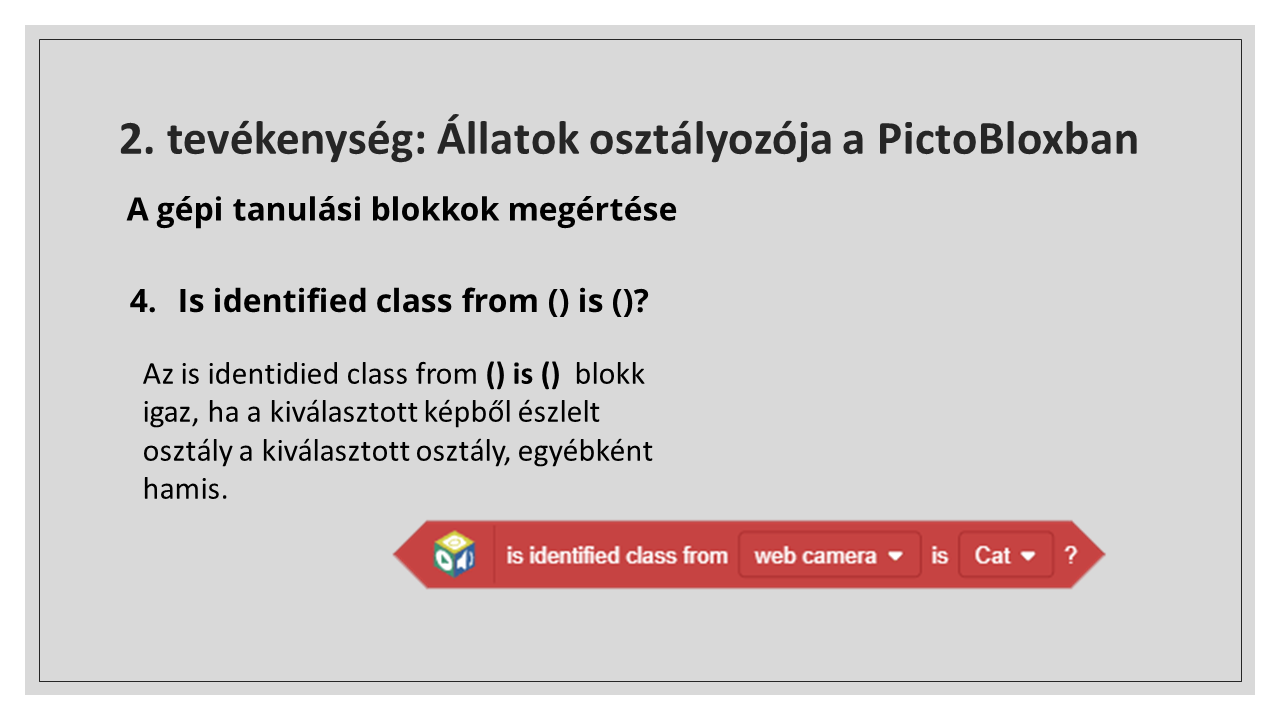 2. tevékenység: Állatok osztályozója a PictoBloxban
A gépi tanulási blokkok megértése
4. Is identified class from () is ()?
Az is identidied class from () is () blokk
igaz, ha a kiválasztott képből észlelt
osztály a kiválasztott osztály, egyébként
hamis.
is identified class from web camera is Cat ?